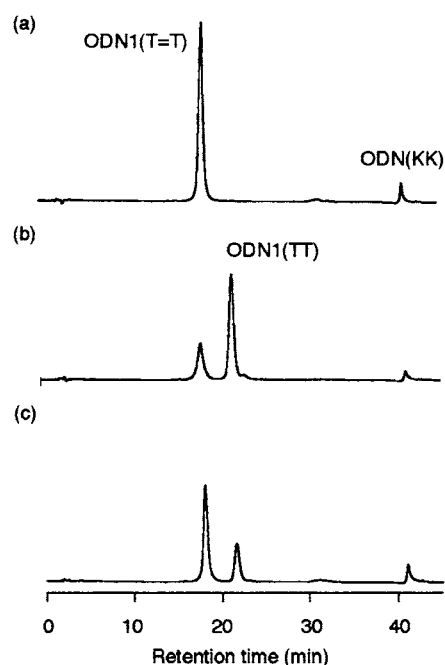 (a)
ODN1(T=T)
ODN(KK)
(b)
ODN1(TT)
(c)
0 10 20 30 40
Retention time (min)